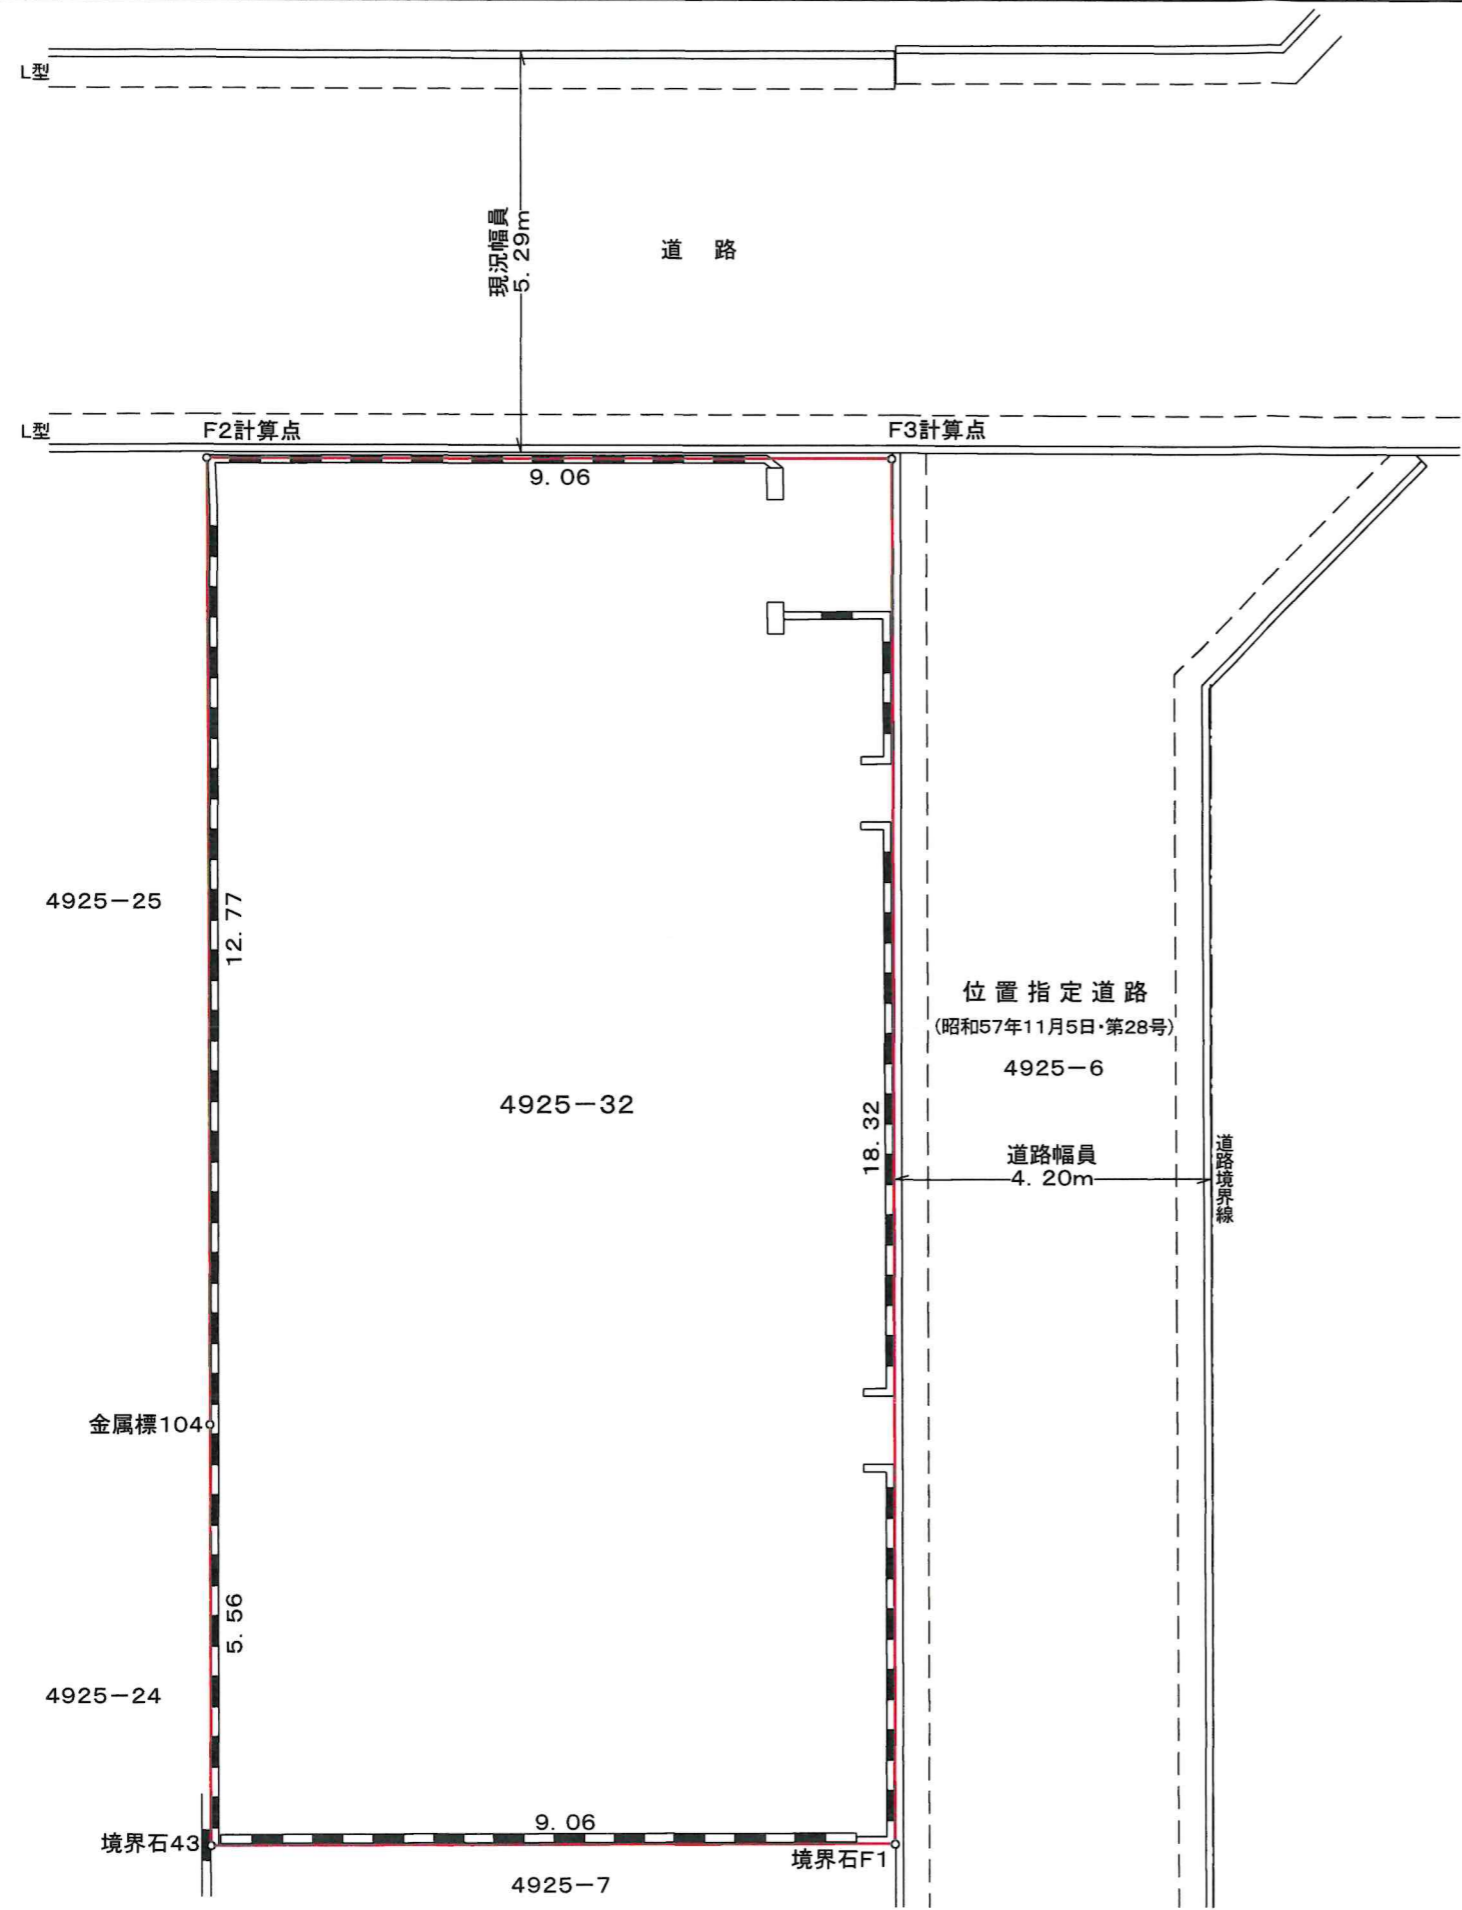 L型
現況幅員
5. 29m
道　路
L型
F2計算点
F3計算点
9. 06
4925−25
12. 77
位置指定道路
(昭和57年11月5日・第28号)
4925−6
4925−32
18. 32
道路幅員
4. 20m
道路境界線
金属標104
5. 56
4925−24
9. 06
境界石43
境界石F1
4925−7